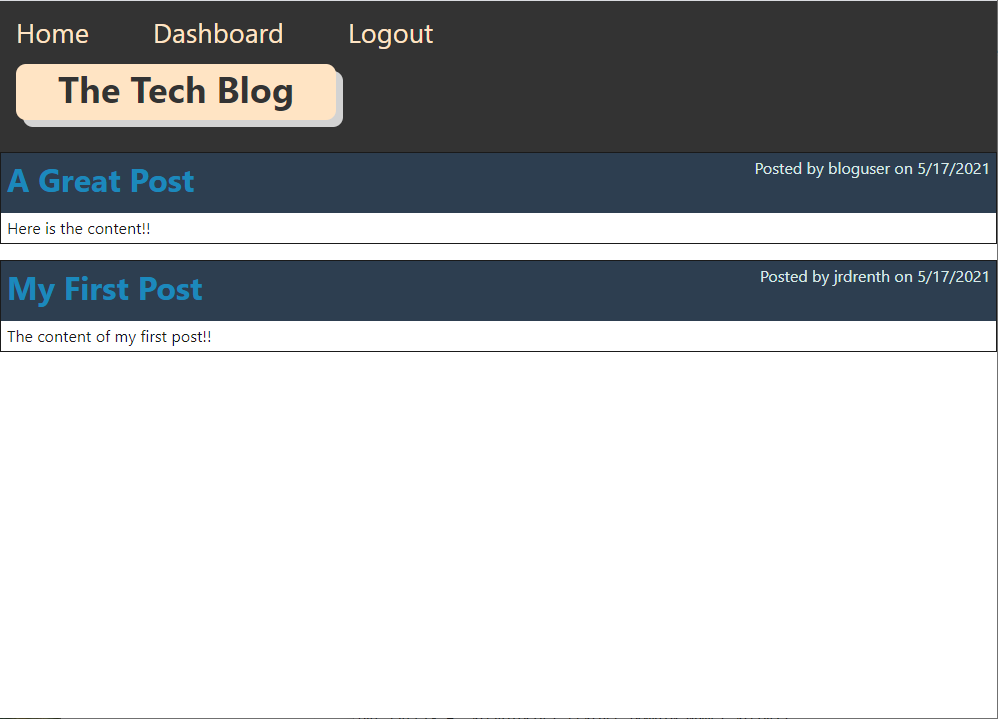 Home Dashboard Logout
The Tech Blog
A Great Post Posted by bloguser on 5/17/2021
Here is the content!!
My First Post Posted by jrdrenth on 5/17/2021
The content of my first post!!